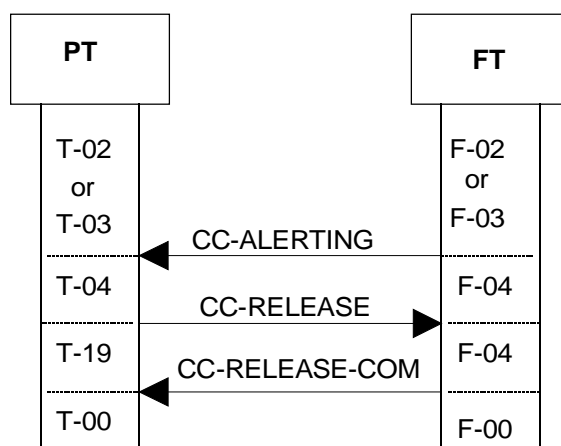 PT
FT
T-02
or
T-03
F-02
or
F-03
CC-ALERTING
T-04
F-04
CC-RELEASE
T-19
F-04
CC-RELEASE-COM
T-00
F-00